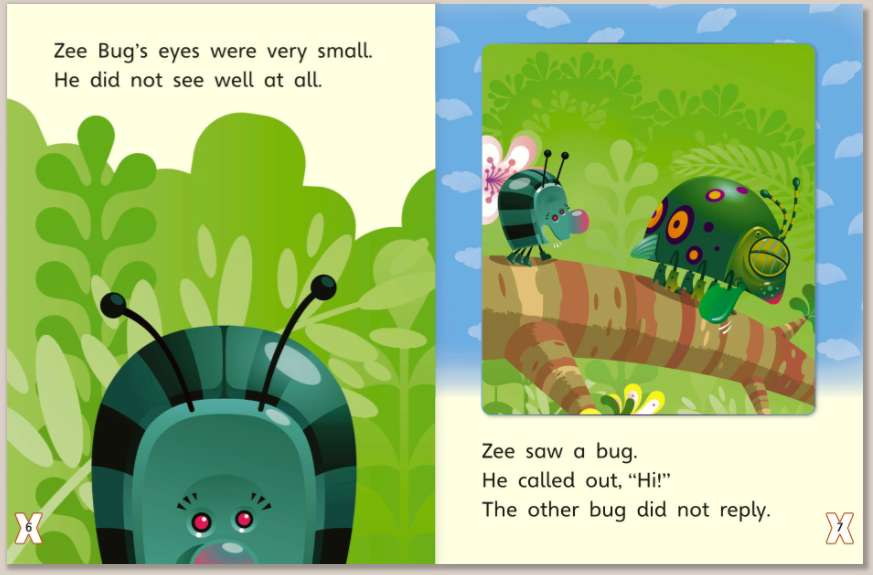 Zee Bug’s eyes were very small.
He did not see well at all.
6
Zee saw a bug.
He called out, “Hi!”
The other bug did not reply.
7